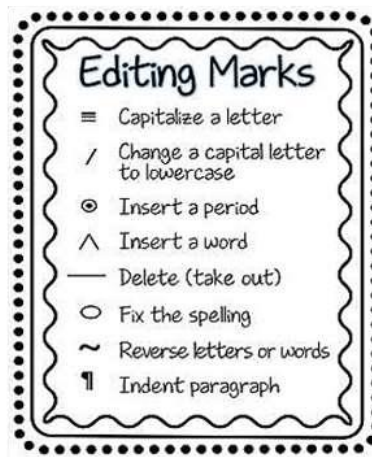 Editing Marks
≡ Capitalize a letter
/ Change a capital letter
to lowercase
⊙ Insert a period
^ Insert a word
— Delete (take out)
○ Fix the spelling
~ Reverse letters or words
¶ Indent paragraph